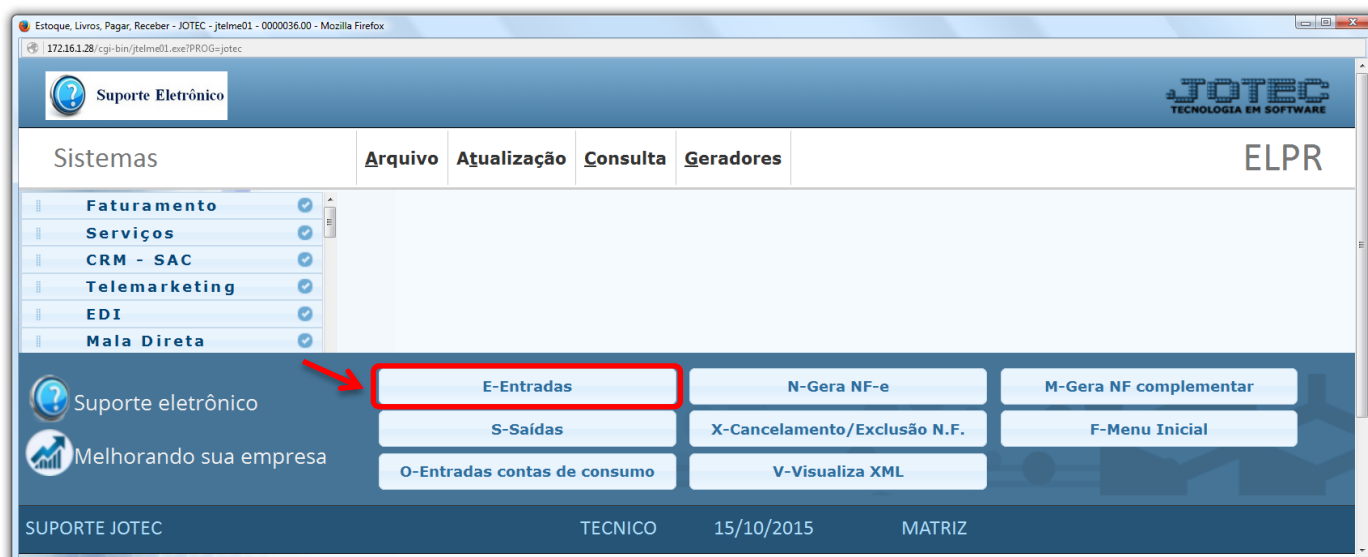 Estoque, Livros, Pagar, Receber - JOTEC - jtelme01 - 0000036.00 - Mozilla Firefox
172.16.1.28/cgi-bin/jtelme01.exe?PROG=jotec
Suporte Eletrônico
JOTEC
TECNOLOGIA EM SOFTWARE
Sistemas Arquivo Atualização Consulta Geradores ELPR
Faturamento
Serviços
CRM - SAC
Telemarketing
EDI
Mala Direta
E-Entradas N-Gera NF-e M-Gera NF complementar
Suporte eletrônico
S-Saídas X-Cancelamento/Exclusão N.F. F-Menu Inicial
Melhorando sua empresa
O-Entradas contas de consumo V-Visualiza XML
SUPORTE JOTEC TECNICO 15/10/2015 MATRIZ